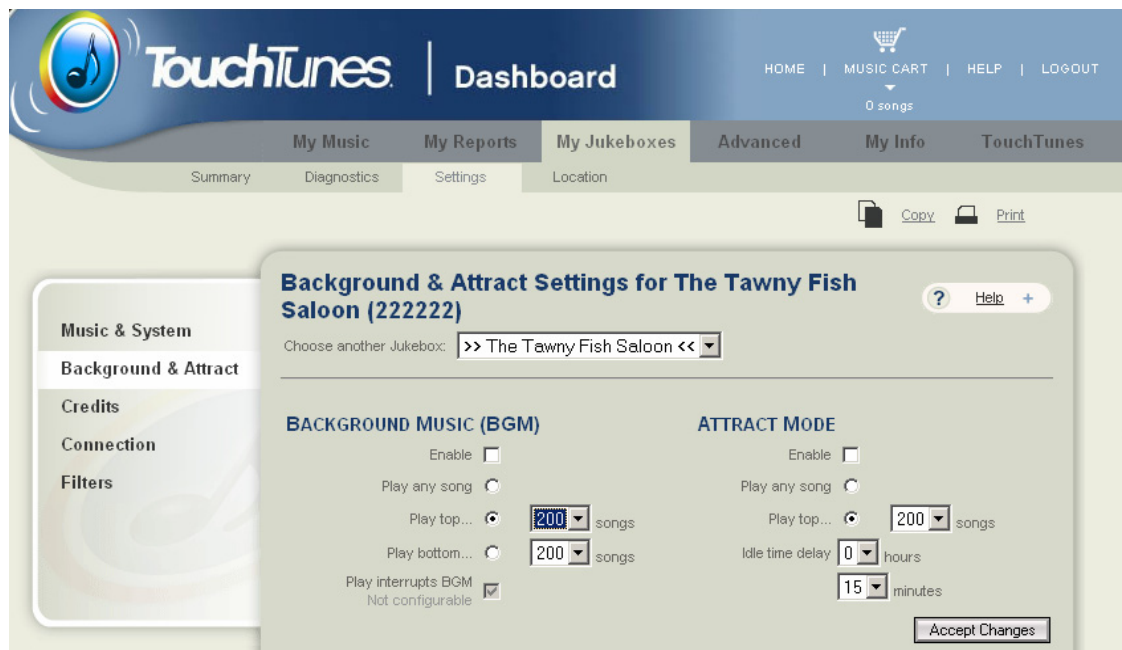 TouchTunes. | Dashboard
HOME | MUSIC CART | HELP | LOGOUT
0 songs
My Music My Reports My Jukeboxes Advanced My Info TouchTunes
Summary Diagnostics Settings Location
Copy Print
Background & Attract Settings for The Tawny Fish
Saloon (222222)
? Help +
Choose another Jukebox: >> The Tawny Fish Saloon <<
Music & System
Background & Attract
Credits
Connection
Filters
BACKGROUND MUSIC (BGM)
Enable
Play any song
Play top... 200 songs
Play bottom... 200 songs
Play interrupts BGM
Not configurable
ATTRACT MODE
Enable
Play any song
Play top... 200 songs
Idle time delay 0 hours
15 minutes
Accept Changes